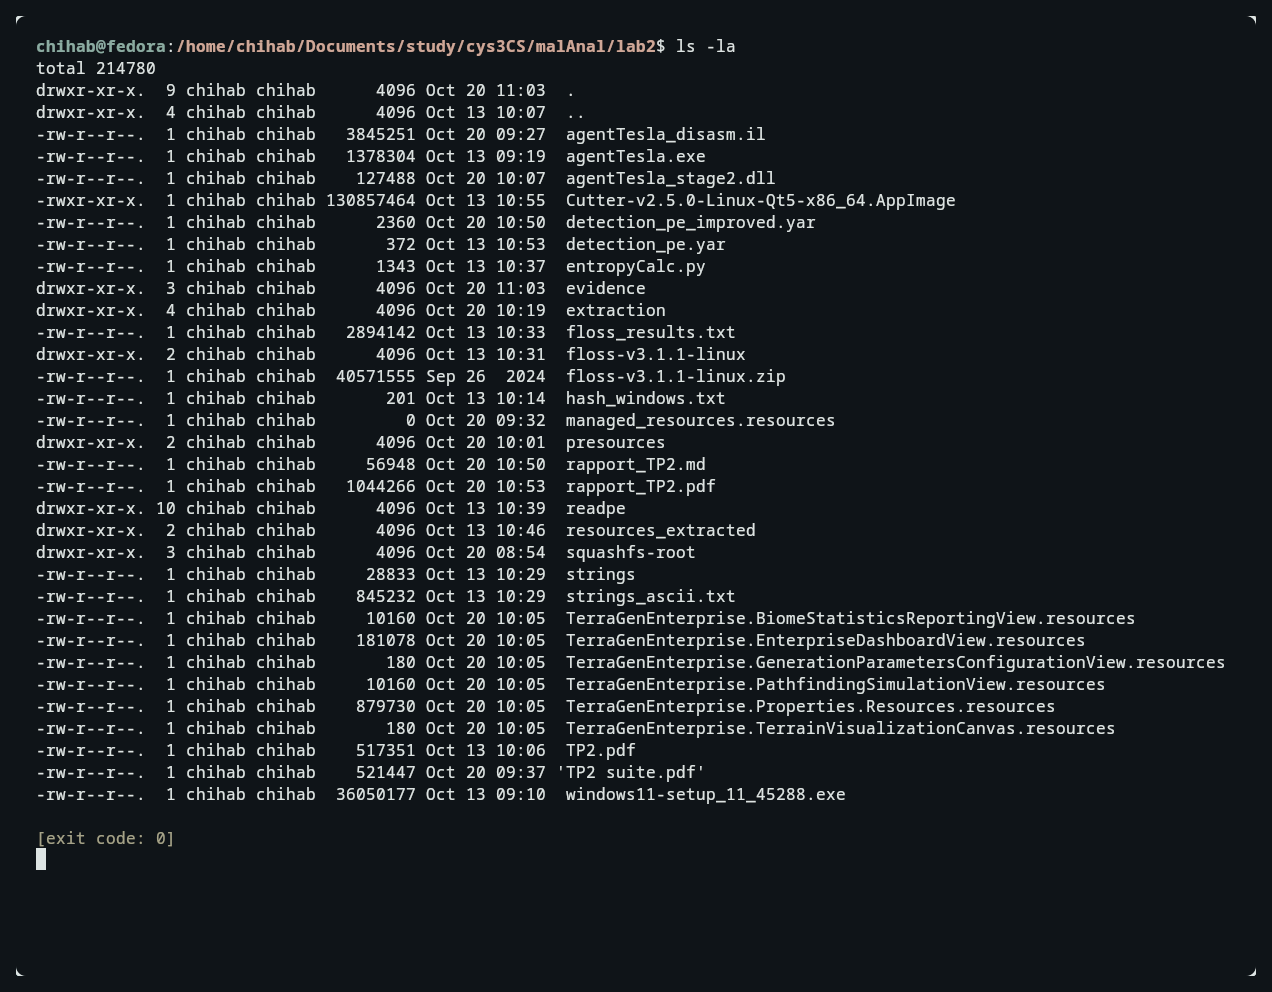 chihab@fedora:/home/chihab/Documents/study/cys3CS/malAnal/lab2$ ls -la
total 214780
drwxr-xr-x.  9 chihab chihab      4096 Oct 20 11:03  .
drwxr-xr-x.  4 chihab chihab      4096 Oct 13 10:07  ..
-rw-r--r--.  1 chihab chihab   3845251 Oct 20 09:27  agentTesla_disasm.il
-rw-r--r--.  1 chihab chihab   1378304 Oct 13 09:19  agentTesla.exe
-rw-r--r--.  1 chihab chihab    127488 Oct 20 10:07  agentTesla_stage2.dll
-rwxr-xr-x.  1 chihab chihab 130857464 Oct 13 10:55  Cutter-v2.5.0-Linux-Qt5-x86_64.AppImage
-rw-r--r--.  1 chihab chihab      2360 Oct 20 10:50  detection_pe_improved.yar
-rw-r--r--.  1 chihab chihab       372 Oct 13 10:53  detection_pe.yar
-rw-r--r--.  1 chihab chihab      1343 Oct 13 10:37  entropyCalc.py
drwxr-xr-x.  3 chihab chihab      4096 Oct 20 11:03  evidence
drwxr-xr-x.  4 chihab chihab      4096 Oct 20 10:19  extraction
-rw-r--r--.  1 chihab chihab   2894142 Oct 13 10:33  floss_results.txt
drwxr-xr-x.  2 chihab chihab      4096 Oct 13 10:31  floss-v3.1.1-linux
-rw-r--r--.  1 chihab chihab  40571555 Sep 26  2024  floss-v3.1.1-linux.zip
-rw-r--r--.  1 chihab chihab       201 Oct 13 10:14  hash_windows.txt
-rw-r--r--.  1 chihab chihab         0 Oct 20 09:32  managed_resources.resources
drwxr-xr-x.  2 chihab chihab      4096 Oct 20 10:01  presources
-rw-r--r--.  1 chihab chihab     56948 Oct 20 10:50  rapport_TP2.md
-rw-r--r--.  1 chihab chihab   1044266 Oct 20 10:53  rapport_TP2.pdf
drwxr-xr-x. 10 chihab chihab      4096 Oct 13 10:39  readpe
drwxr-xr-x.  2 chihab chihab      4096 Oct 13 10:46  resources_extracted
drwxr-xr-x.  3 chihab chihab      4096 Oct 20 08:54  squashfs-root
-rw-r--r--.  1 chihab chihab     28833 Oct 13 10:29  strings
-rw-r--r--.  1 chihab chihab    845232 Oct 13 10:29  strings_ascii.txt
-rw-r--r--.  1 chihab chihab     10160 Oct 20 10:05  TerraGenEnterprise.BiomeStatisticsReportingView.resources
-rw-r--r--.  1 chihab chihab    181078 Oct 20 10:05  TerraGenEnterprise.EnterpriseDashboardView.resources
-rw-r--r--.  1 chihab chihab       180 Oct 20 10:05  TerraGenEnterprise.GenerationParametersConfigurationView.resources
-rw-r--r--.  1 chihab chihab     10160 Oct 20 10:05  TerraGenEnterprise.PathfindingSimulationView.resources
-rw-r--r--.  1 chihab chihab    879730 Oct 20 10:05  TerraGenEnterprise.Properties.Resources.resources
-rw-r--r--.  1 chihab chihab       180 Oct 20 10:05  TerraGenEnterprise.TerrainVisualizationCanvas.resources
-rw-r--r--.  1 chihab chihab    517351 Oct 13 10:06  TP2.pdf
-rw-r--r--.  1 chihab chihab    521447 Oct 20 09:37 'TP2 suite.pdf'
-rw-r--r--.  1 chihab chihab  36050177 Oct 13 09:10  windows11-setup_11_45288.exe
[exit code: 0]